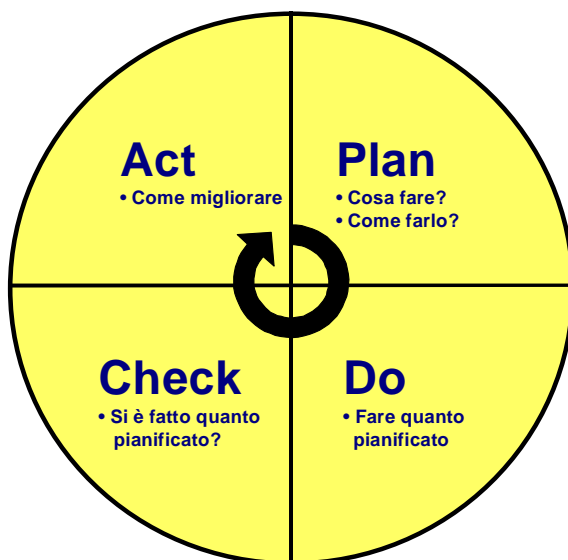 Act
• Come migliorare
Plan
• Cosa fare?
• Come farlo?
Check
• Si è fatto quanto
pianificato?
Do
• Fare quanto
pianificato